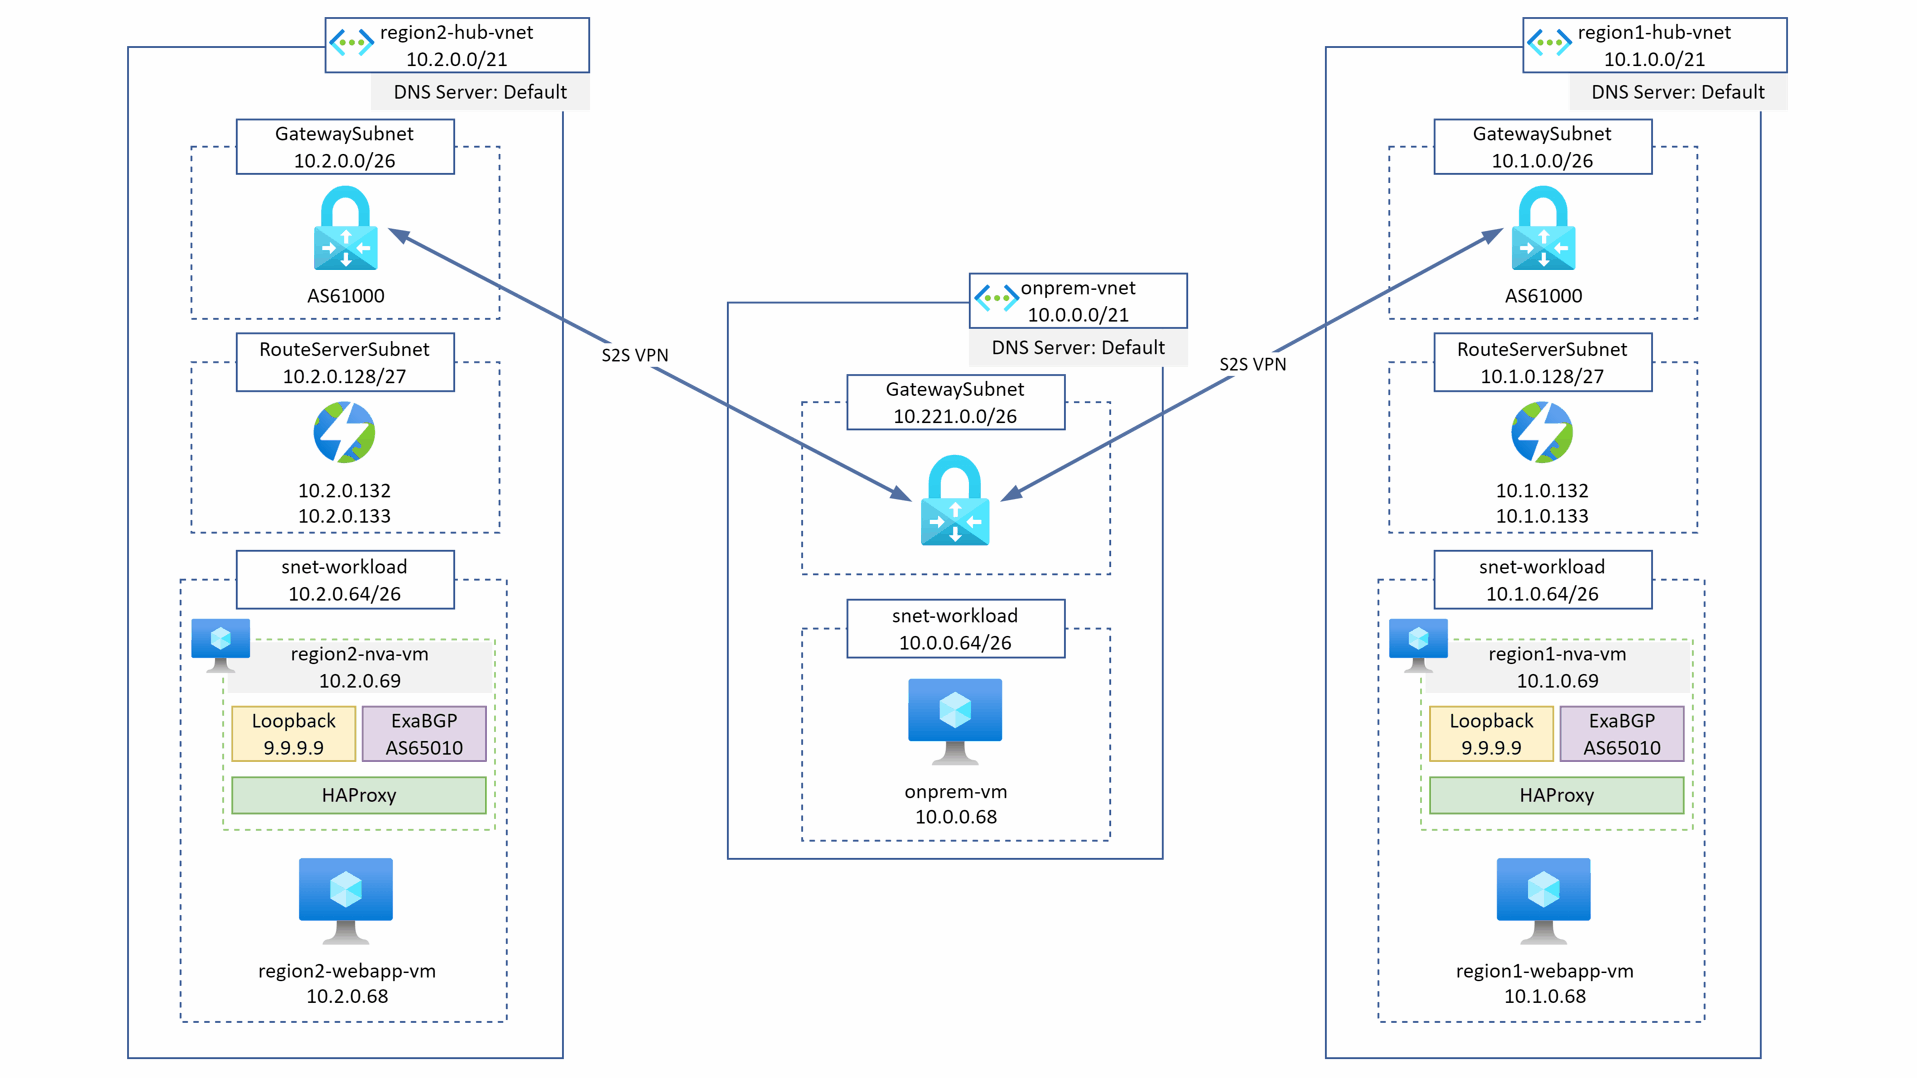 region2-hub-vnet
10.2.0.0/21
DNS Server: Default
GatewaySubnet
10.2.0.0/26
AS61000
RouteServerSubnet
10.2.0.128/27
10.2.0.132
10.2.0.133
snet-workload
10.2.0.64/26
region2-nva-vm
10.2.0.69
Loopback
9.9.9.9
ExaBGP
AS65010
HAProxy
region2-webapp-vm
10.2.0.68
S2S VPN
onprem-vnet
10.0.0.0/21
DNS Server: Default
GatewaySubnet
10.221.0.0/26
snet-workload
10.0.0.64/26
onprem-vm
10.0.0.68
S2S VPN
region1-hub-vnet
10.1.0.0/21
DNS Server: Default
GatewaySubnet
10.1.0.0/26
AS61000
RouteServerSubnet
10.1.0.128/27
10.1.0.132
10.1.0.133
snet-workload
10.1.0.64/26
region1-nva-vm
10.1.0.69
Loopback
9.9.9.9
ExaBGP
AS65010
HAProxy
region1-webapp-vm
10.1.0.68